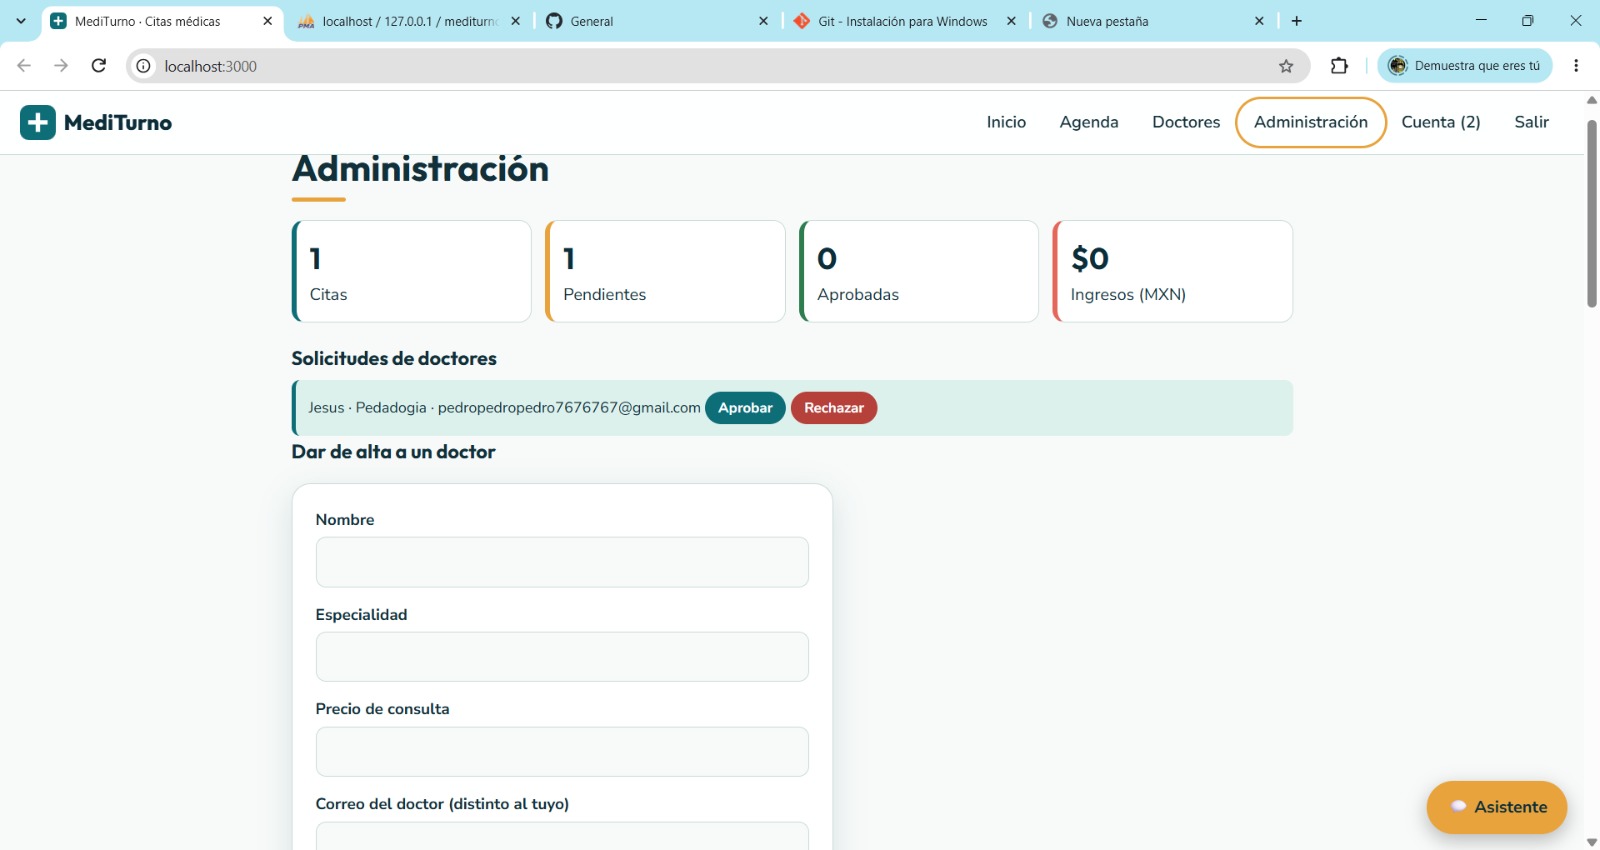 MediTurno · Citas médicas
localhost / 127.0.0.1 / mediturno
General
Git - Instalación para Windows
Nueva pestaña
localhost:3000
Demuestra que eres tú
MediTurno
Inicio
Agenda
Doctores
Administración
Cuenta (2)
Salir
Administración
1
Citas
1
Pendientes
0
Aprobadas
$0
Ingresos (MXN)
Solicitudes de doctores
Jesus · Pedadogia · pedropedropedro7676767@gmail.com Aprobar Rechazar
Dar de alta a un doctor
Nombre
Especialidad
Precio de consulta
Correo del doctor (distinto al tuyo)
Asistente